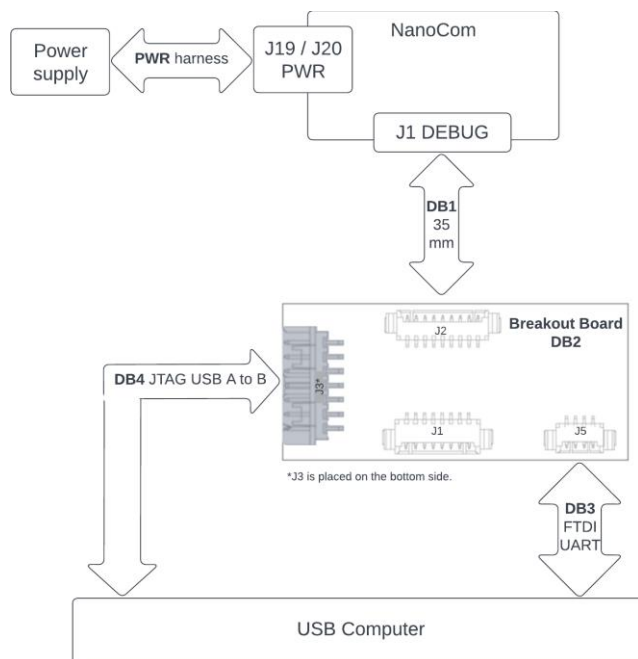 NanoCom
Power
supply
PWR harness
J19 / J20
PWR
J1 DEBUG
DB1
35
mm
Breakout Board
DB2
J2
DB4 JTAG USB A to B
J3*
J1
J5
*J3 is placed on the bottom side.
DB3
FTDI
UART
USB Computer